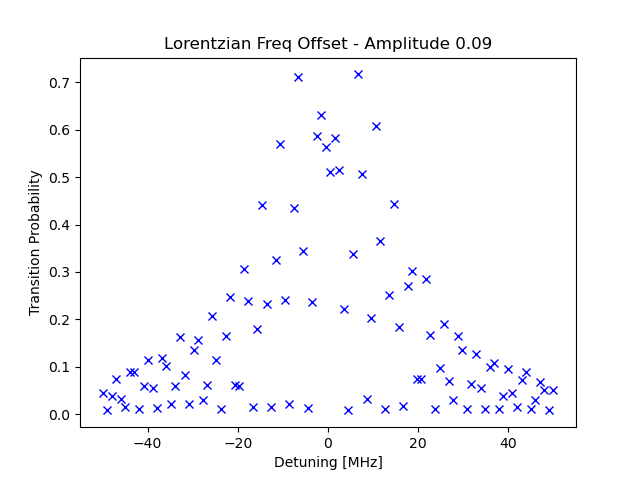 Lorentzian Freq Offset - Amplitude 0.09
Transition Probability
0.7
0.6
0.5
0.4
0.3
0.2
0.1
0.0
−40 −20 0 20 40
Detuning [MHz]